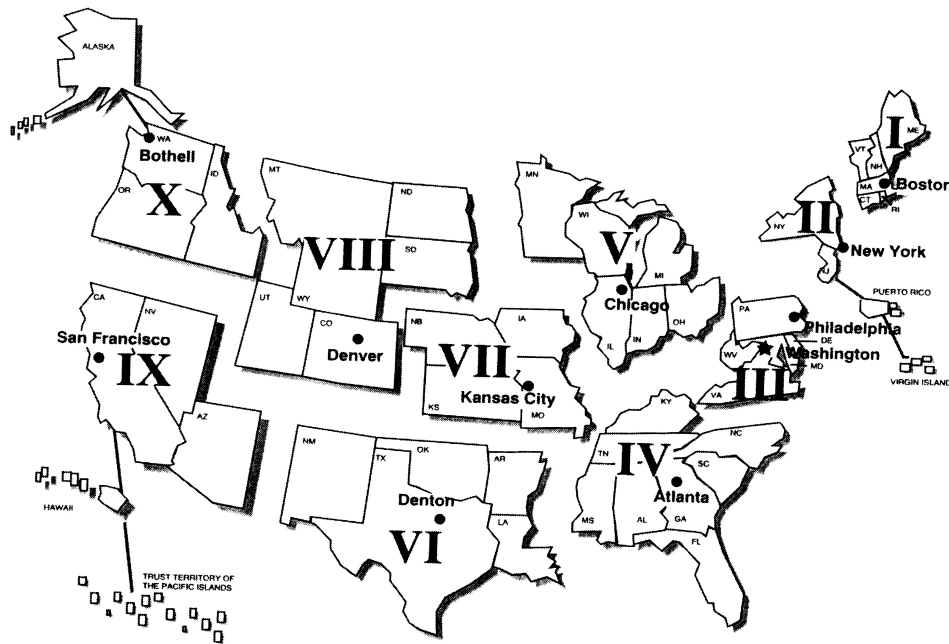 ALASKA
WA
Bothell
OR
ID
X
MT
ND
SD
VIII
WY
UT
CO
Denver
CA
NV
San Francisco
IX
AZ
HAWAII
TRUST TERRITORY OF
THE PACIFIC ISLANDS
MN
WI
V
MI
Chicago
IL
IN
OH
NB
IA
VII
Kansas City
KS
MO
NM
TX
OK
AR
Denton
LA
VI
I
ME
VT
NH
MA
Boston
CT
RI
II
NY
New York
NJ
PUERTO RICO
PA
Philadelphia
DE
WV
Washington
MD
VIRGIN ISLAND
III
VA
KY
TN
NC
IV
SC
Atlanta
MS
AL
GA
FL